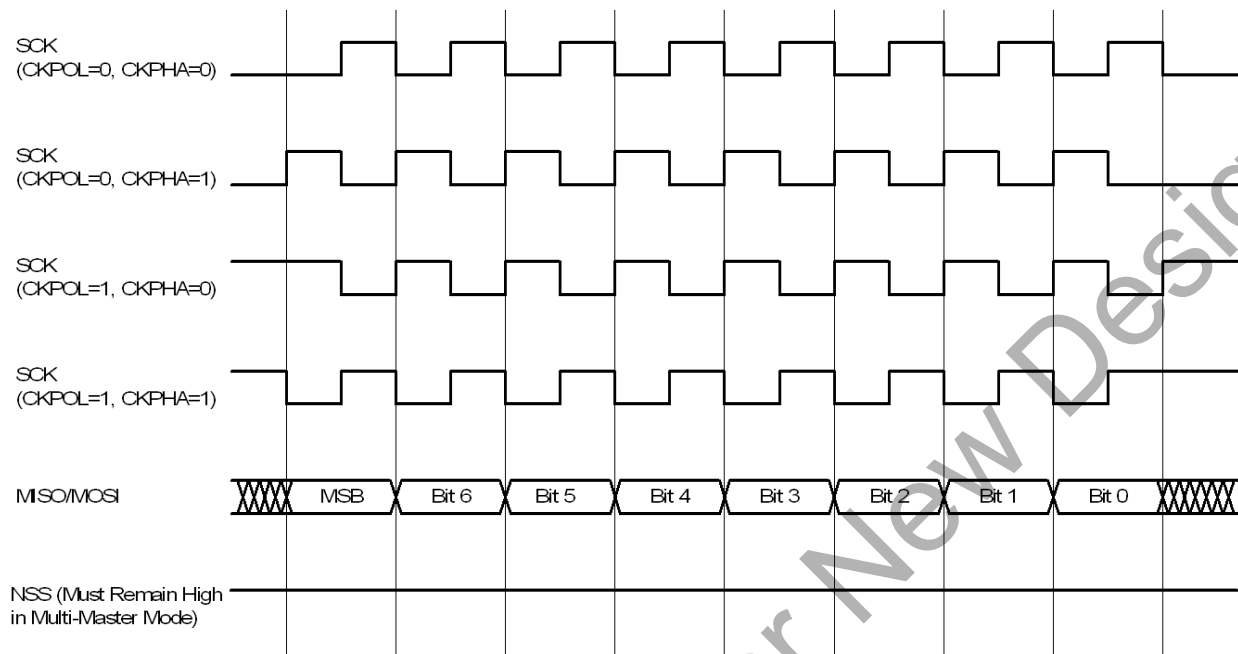 SCK
(CKPOL=0, CKPHA=0)
SCK
(CKPOL=0, CKPHA=1)
SCK
(CKPOL=1, CKPHA=0)
SCK
(CKPOL=1, CKPHA=1)
MISO/MOSI MSB Bit 6 Bit 5 Bit 4 Bit 3 Bit 2 Bit 1 Bit 0
NSS (Must Remain High
in Multi-Master Mode)
New